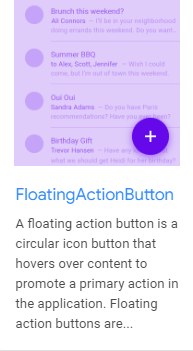 Brunch this weekend?
Ali Connors — I'll be in your neighborhood
doing errands this weekend. Do you want..
Summer BBQ
to Alex, Scott, Jennifer — Wish I could
come, but I'm out of town this weekend.
Oui Oui
Sandra Adams — Do you have Paris
recommendations? Have you ever been?
Birthday Gift
Trevor Hansen — Have any
what we should get Heidi for her birthday?
+
FloatingActionButton
A floating action button is a
circular icon button that
hovers over content to
promote a primary action in
the application. Floating
action buttons are...